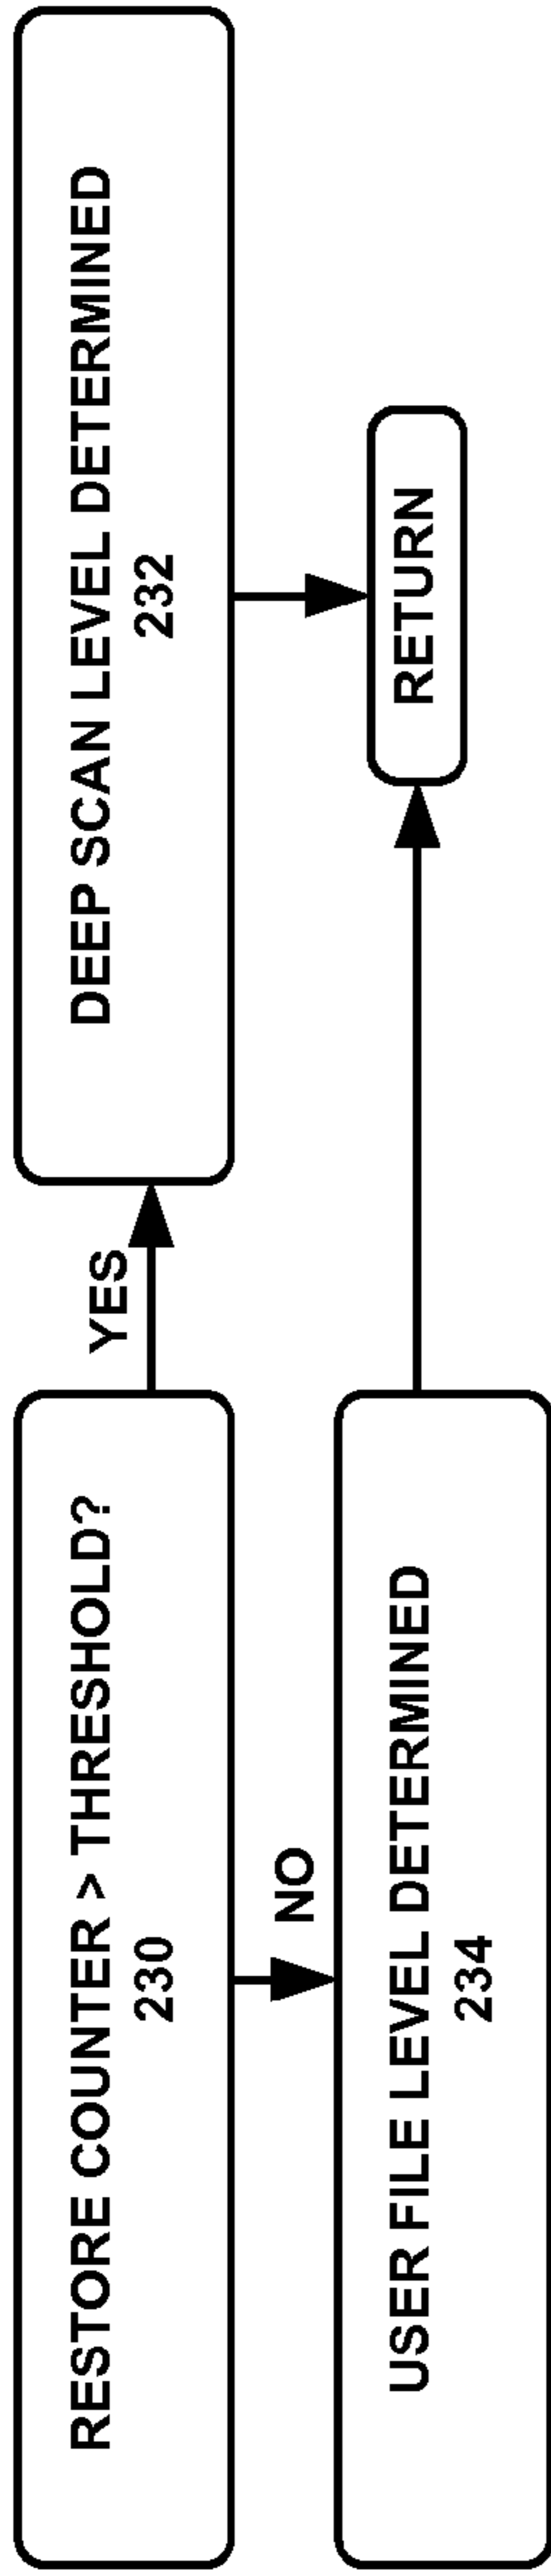 RESTORE COUNTER > THRESHOLD?
230
YES
DEEP SCAN LEVEL DETERMINED
232
NO
USER FILE LEVEL DETERMINED
234
RETURN